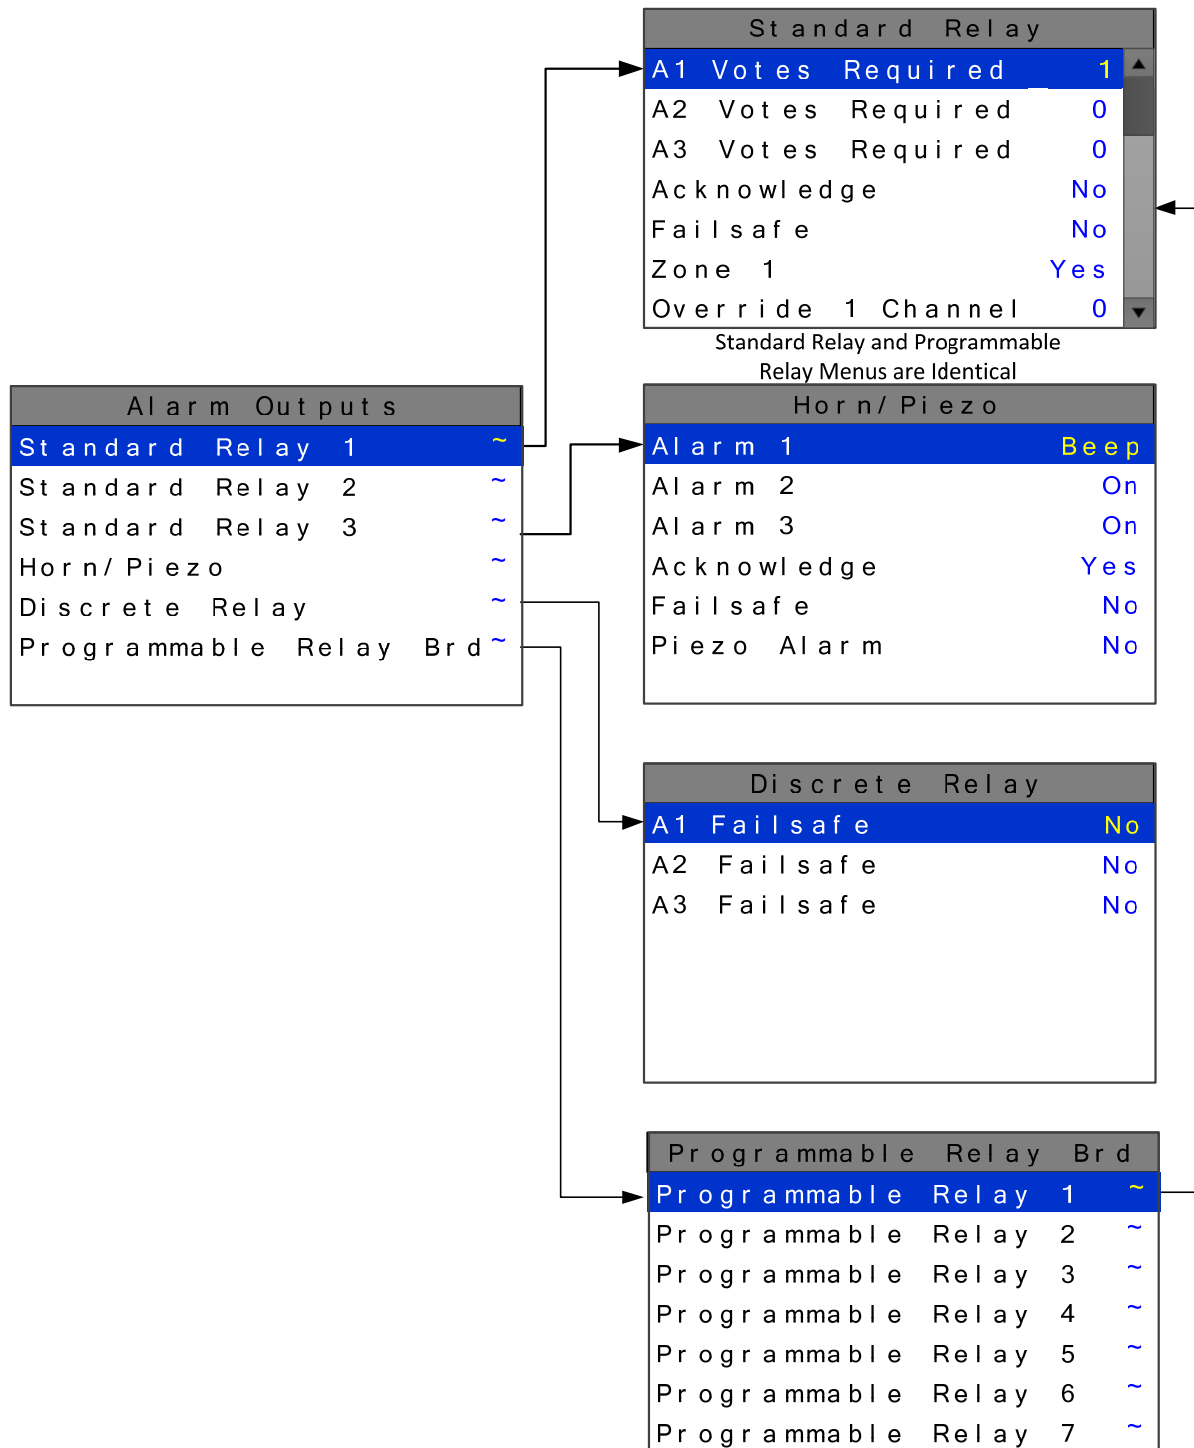 Standard Relay
A1 Votes Required 1
A2 Votes Required 0
A3 Votes Required 0
Acknowledge No
Failsafe No
Zone 1 Yes
Override 1 Channel 0
Standard Relay and Programmable
Relay Menus are Identical
Alarm Outputs
Standard Relay 1 ~
Standard Relay 2 ~
Standard Relay 3 ~
Horn/Piezo ~
Discrete Relay ~
Programmable Relay Brd ~
Horn/Piezo
Alarm 1 Beep
Alarm 2 On
Alarm 3 On
Acknowledge Yes
Failsafe No
Piezo Alarm No
Discrete Relay
A1 Failsafe No
A2 Failsafe No
A3 Failsafe No
Programmable Relay Brd
Programmable Relay 1 ~
Programmable Relay 2 ~
Programmable Relay 3 ~
Programmable Relay 4 ~
Programmable Relay 5 ~
Programmable Relay 6 ~
Programmable Relay 7 ~